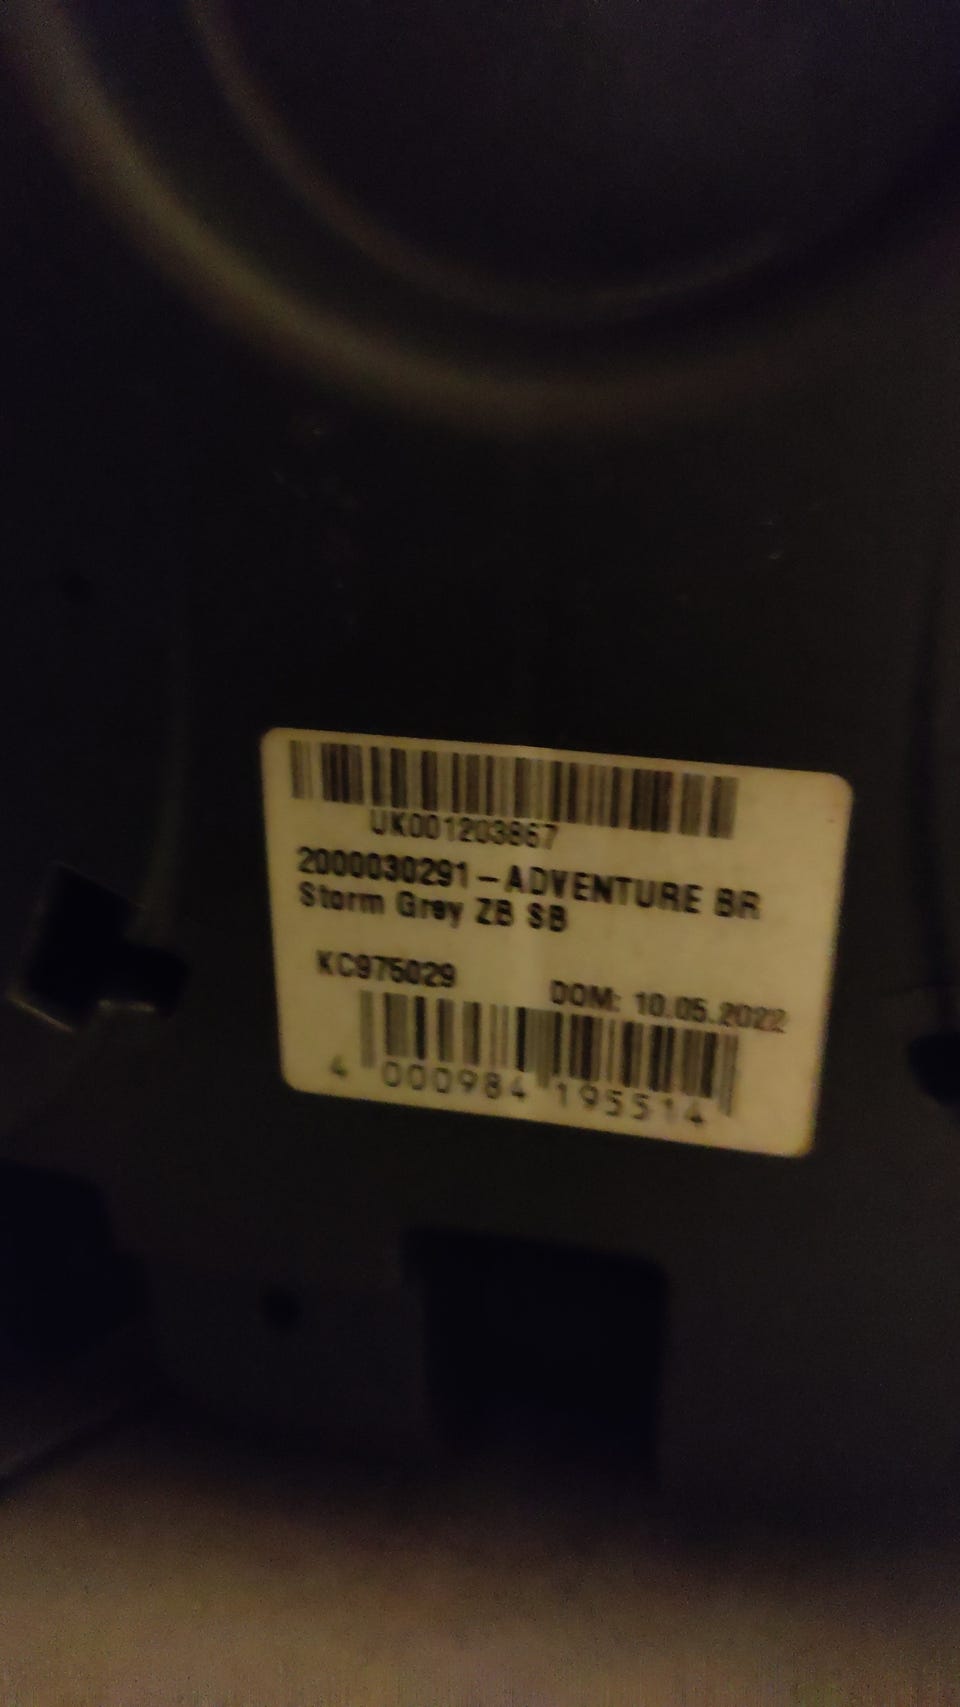 UK001203867
2000030291 – ADVENTURE BR
Storm Grey ZB SB
KC975029
DOM: 10.05.2022
4 000984 195514